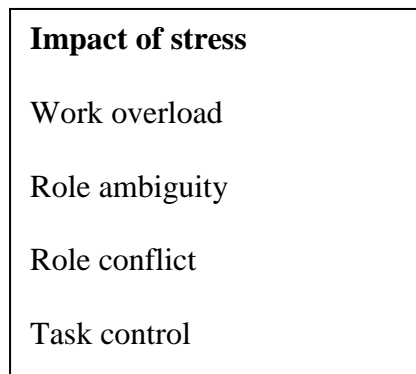 Impact of stress
Work overload
Role ambiguity
Role conflict
Task control